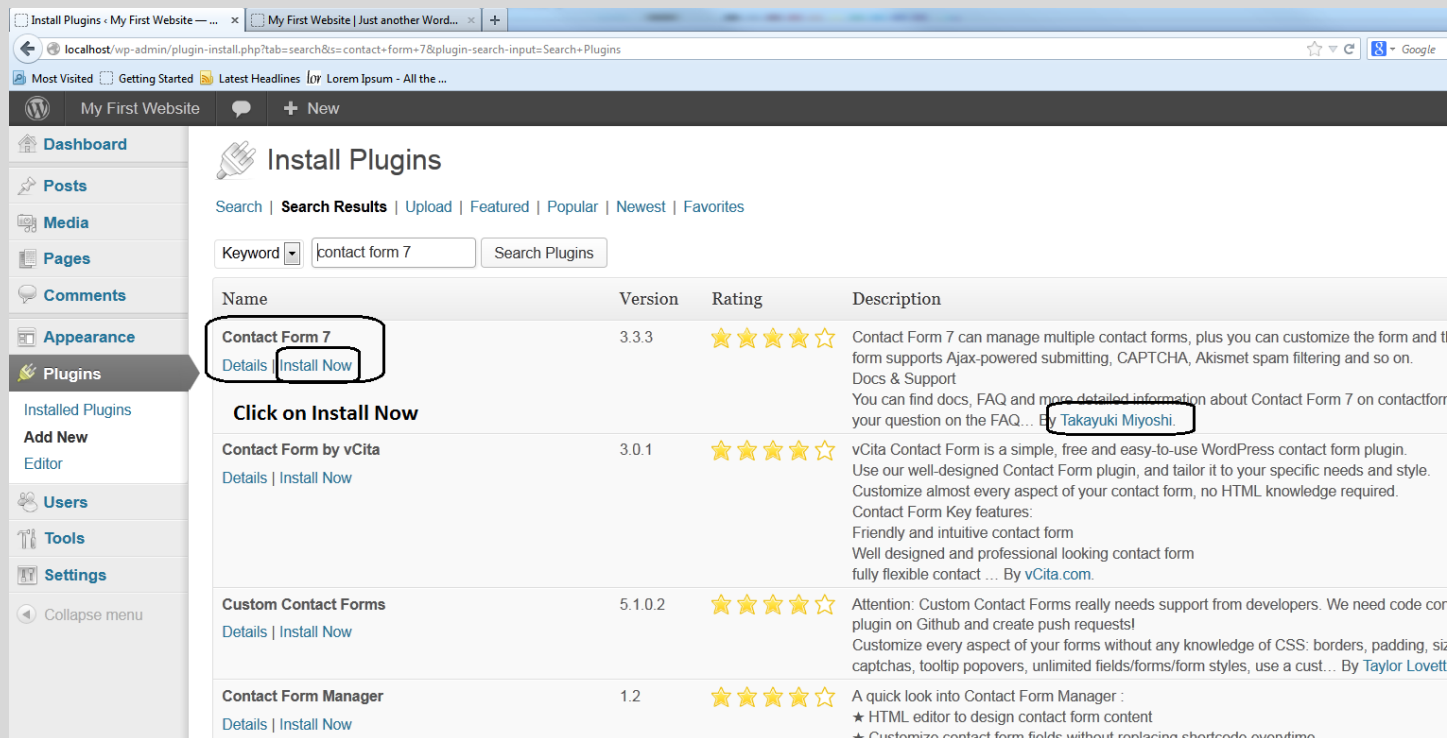 Install Plugins ‹ My First Website — ...
My First Website | Just another Word...
localhost/wp-admin/plugin-install.php?tab=search&s=contact+form+7&plugin-search-input=Search+Plugins
Google
Most Visited Getting Started Latest Headlines Lorem Ipsum - All the ...
My First Website + New
Dashboard
Posts
Media
Pages
Comments
Appearance
Plugins
Installed Plugins
Add New
Editor
Users
Tools
Settings
Collapse menu
Install Plugins
Search | Search Results | Upload | Featured | Popular | Newest | Favorites
Keyword contact form 7 Search Plugins
Name Version Rating Description
Contact Form 7 3.3.3 Contact Form 7 can manage multiple contact forms, plus you can customize the form and
Details | Install Now form supports Ajax-powered submitting, CAPTCHA, Akismet spam filtering and so on.
Docs & Support
You can find docs, FAQ and more detailed information about Contact Form 7 on contactform
Click on Install Now your question on the FAQ… By Takayuki Miyoshi.
Contact Form by vCita 3.0.1 vCita Contact Form is a simple, free and easy-to-use WordPress contact form plugin.
Details | Install Now Use our well-designed Contact Form plugin, and tailor it to your specific needs and style.
Customize almost every aspect of your contact form, no HTML knowledge required.
Contact Form Key features:
Friendly and intuitive contact form
Well designed and professional looking contact form
fully flexible contact … By vCita.com.
Custom Contact Forms 5.1.0.2 Attention: Custom Contact Forms really needs support from developers. We need code
plugin on Github and create push requests!
Details | Install Now
Customize every aspect of your forms without any knowledge of CSS: borders, padding,
captchas, tooltip popovers, unlimited fields/forms/form styles, use a cust… By Taylor Lovett
Contact Form Manager 1.2 A quick look into Contact Form Manager :
Details | Install Now ★ HTML editor to design contact form content
★ Customize contact form fields without replacing shortcode everytime